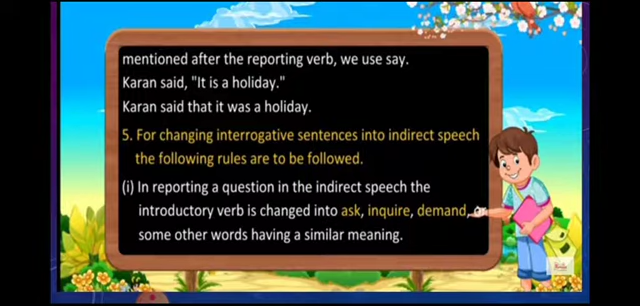 mentioned after the reporting verb, we use say.
Karan said, "It is a holiday."
Karan said that it was a holiday.
5. For changing interrogative sentences into indirect speech
the following rules are to be followed.
(i) In reporting a question in the indirect speech the
introductory verb is changed into ask, inquire, demand, or
some other words having a similar meaning.